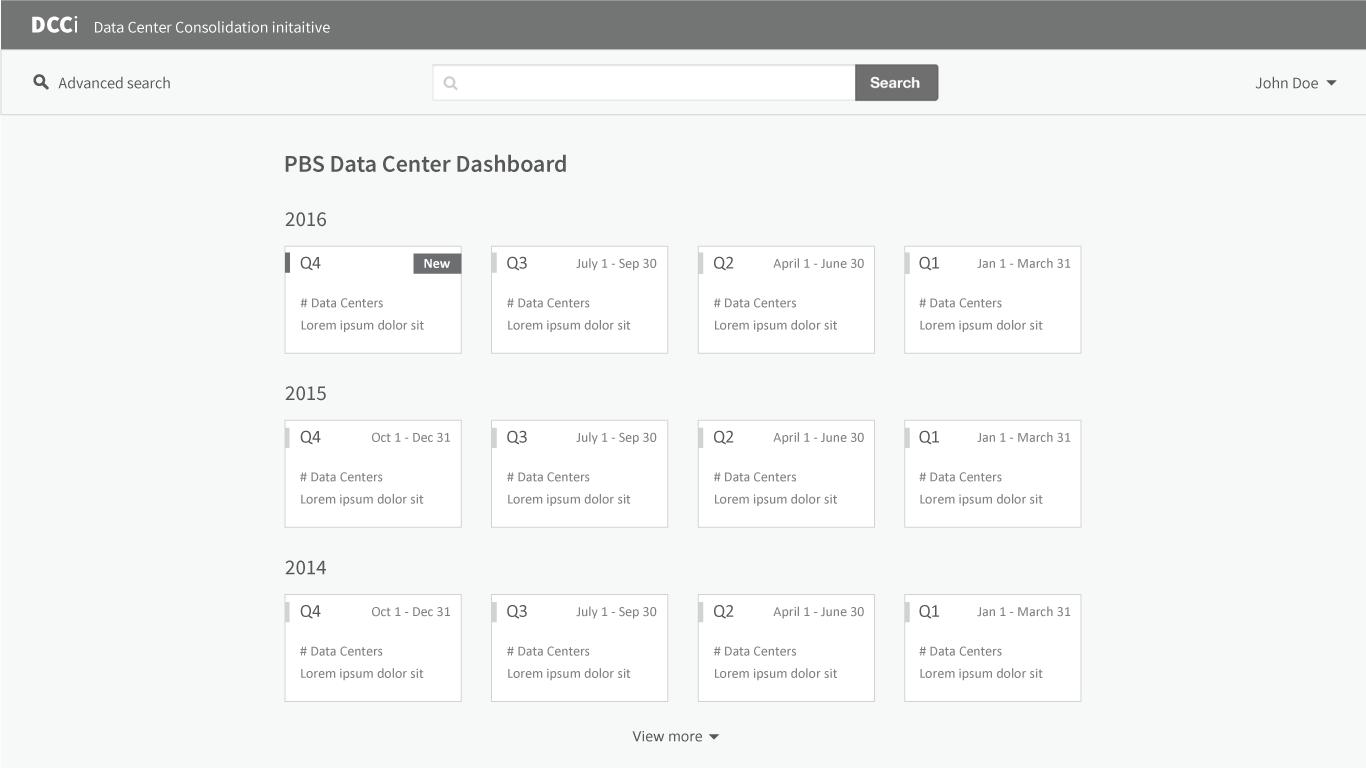 DCCi Data Center Consolidation initaitive
Advanced search
Search
John Doe
PBS Data Center Dashboard
2016
Q4 New
# Data Centers
Lorem ipsum dolor sit
Q3 July 1 - Sep 30
# Data Centers
Lorem ipsum dolor sit
Q2 April 1 - June 30
# Data Centers
Lorem ipsum dolor sit
Q1 Jan 1 - March 31
# Data Centers
Lorem ipsum dolor sit
2015
Q4 Oct 1 - Dec 31
# Data Centers
Lorem ipsum dolor sit
Q3 July 1 - Sep 30
# Data Centers
Lorem ipsum dolor sit
Q2 April 1 - June 30
# Data Centers
Lorem ipsum dolor sit
Q1 Jan 1 - March 31
# Data Centers
Lorem ipsum dolor sit
2014
Q4 Oct 1 - Dec 31
# Data Centers
Lorem ipsum dolor sit
Q3 July 1 - Sep 30
# Data Centers
Lorem ipsum dolor sit
Q2 April 1 - June 30
# Data Centers
Lorem ipsum dolor sit
Q1 Jan 1 - March 31
# Data Centers
Lorem ipsum dolor sit
View more